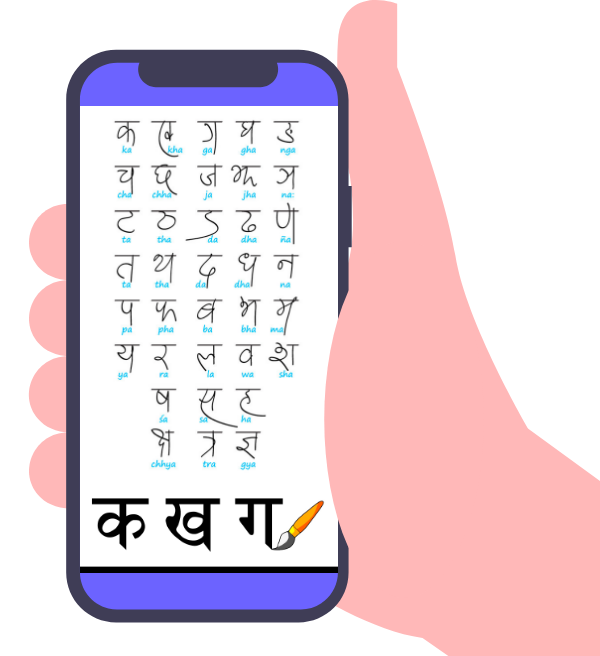 क ख ग घ ङ
ka kha ga gha nga
च छ ज झ ञ
cha chha ja jha na:
ट ठ ड ढ ण
ta tha da dha ña
त थ द ध न
ta tha da dha na
प फ ब भ म
pa pha ba bha ma
य र ल व श
ya ra la wa sha
ष स ह
śa sa ha
क्ष त्र ज्ञ
chhya tra gya
क ख ग